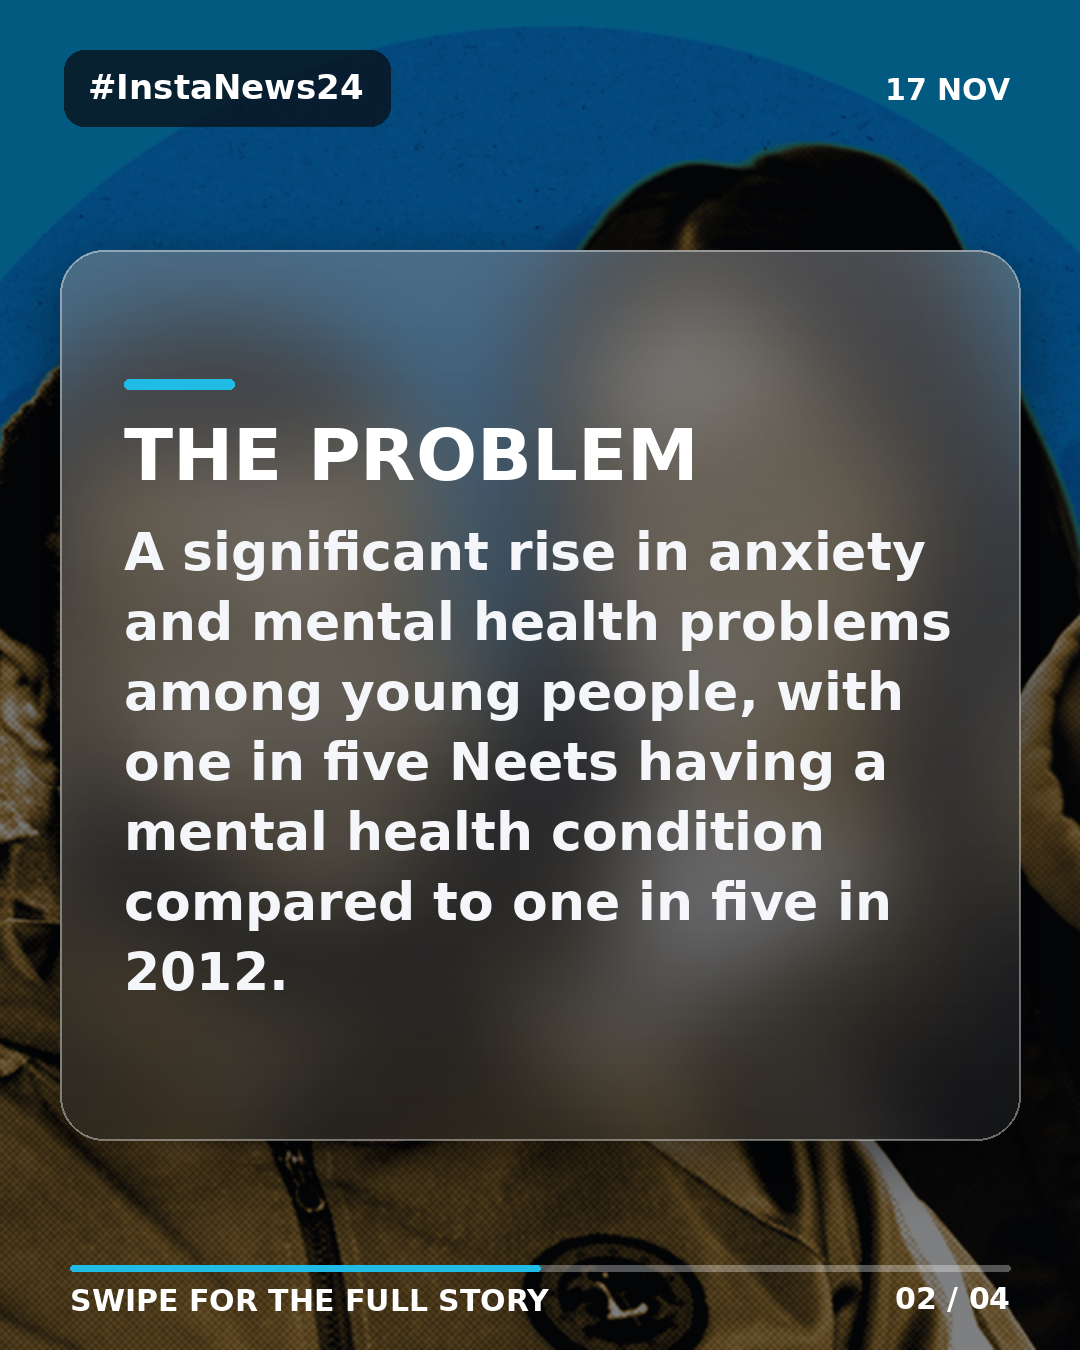 #InstaNews24
17 NOV
THE PROBLEM
A significant rise in anxiety
and mental health problems
among young people, with
one in five Neets having a
mental health condition
compared to one in five in
2012.
SWIPE FOR THE FULL STORY
02 / 04